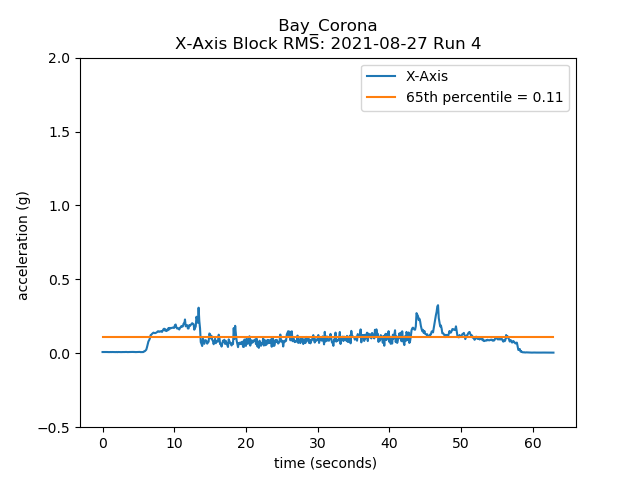 Bay_Corona
X-Axis Block RMS: 2021-08-27 Run 4
X-Axis
65th percentile = 0.11
2.0
1.5
1.0
0.5
0.0
−0.5
acceleration (g)
0 10 20 30 40 50 60
time (seconds)